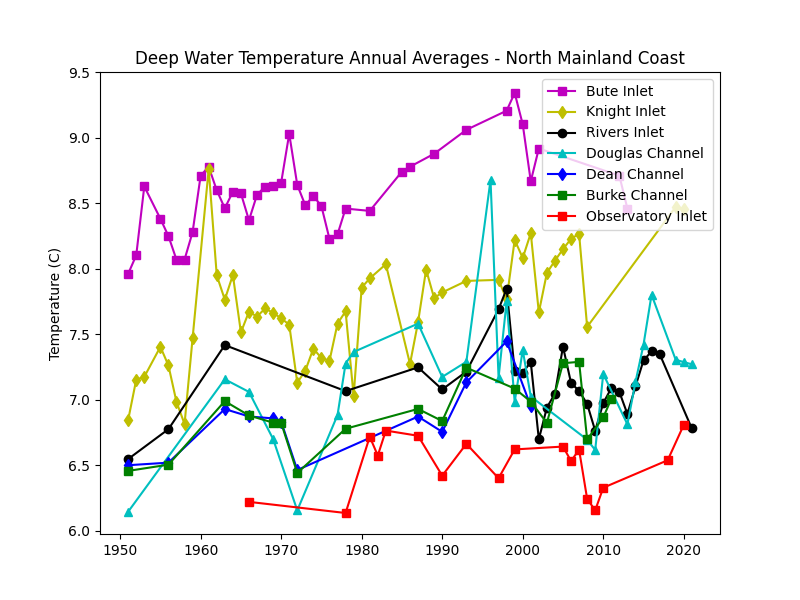 Deep Water Temperature Annual Averages - North Mainland Coast
9.5
9.0
8.5
8.0
7.5
7.0
6.5
6.0
Temperature (C)
Bute Inlet
Knight Inlet
Rivers Inlet
Douglas Channel
Dean Channel
Burke Channel
Observatory Inlet
1950 1960 1970 1980 1990 2000 2010 2020